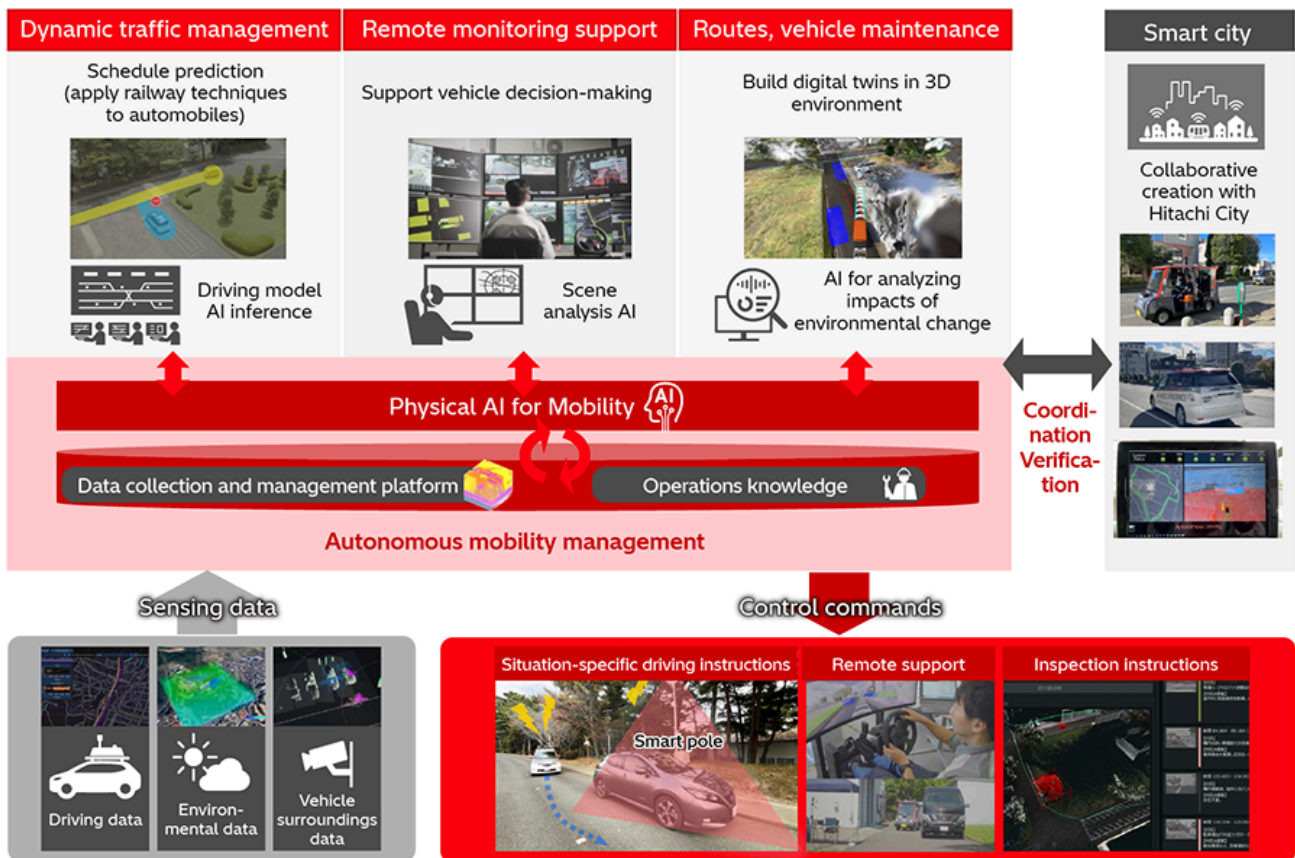 Dynamic traffic management
Remote monitoring support
Routes, vehicle maintenance
Smart city
Schedule prediction
(apply railway techniques
to automobiles)
Support vehicle decision-making
Build digital twins in 3D
environment
Driving model
AI inference
Scene
analysis AI
AI for analyzing
impacts of
environmental change
Collaborative
creation with
Hitachi City
Physical AI for Mobility
AI
Data collection and management platform
Operations knowledge
Autonomous mobility management
Coordi-
nation
Verifica-
tion
Sensing data
Control commands
Driving data
Environ-
mental data
Vehicle
surroundings
data
Situation-specific driving instructions
Remote support
Inspection instructions
Smart pole